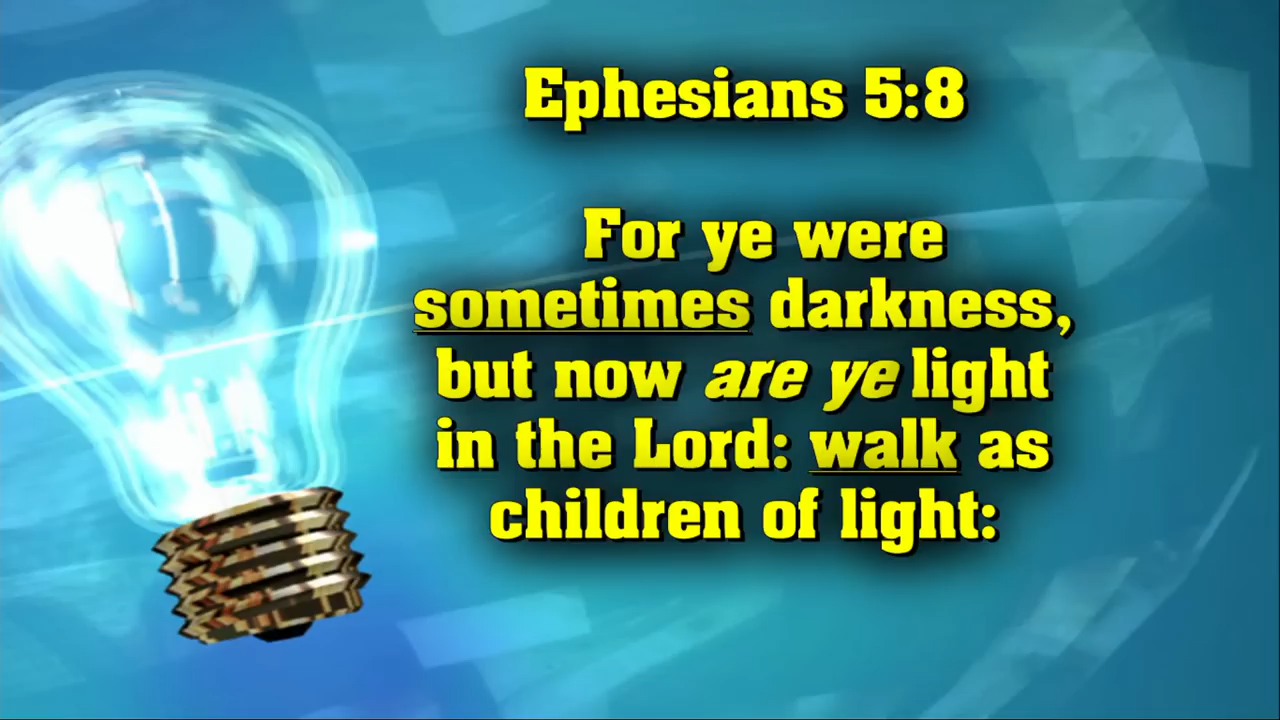 Ephesians 5:8
For ye were
sometimes darkness,
but now are ye light
in the Lord: walk as
children of light: